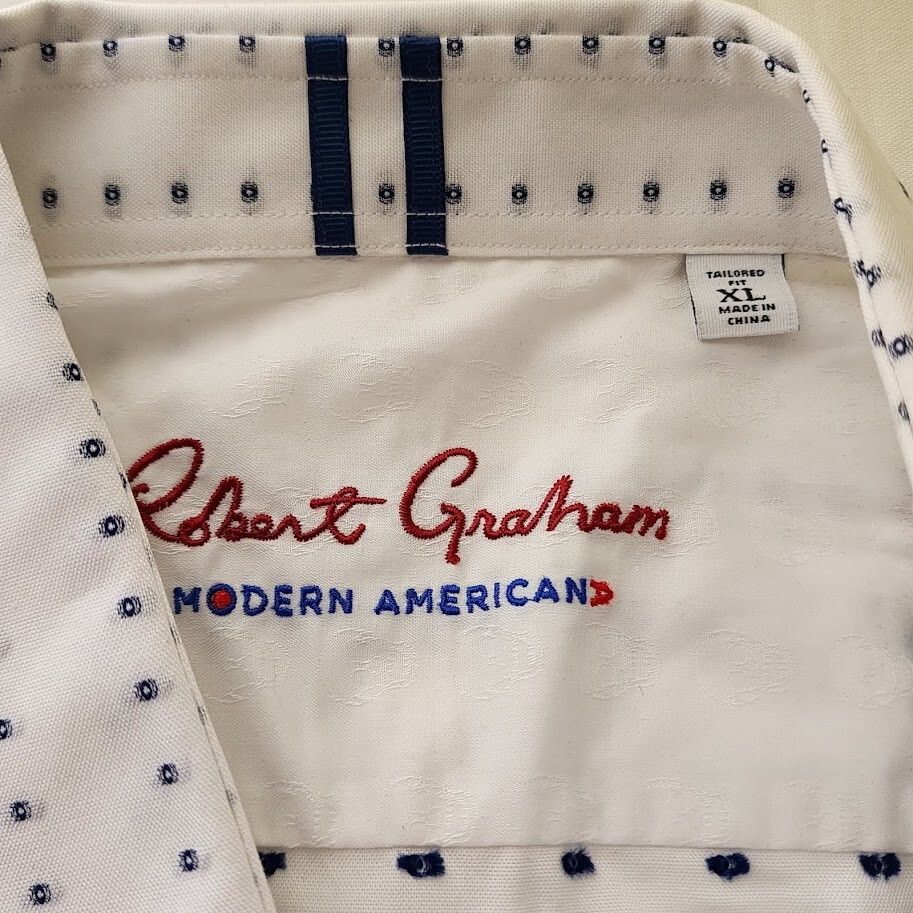 TAILORED
FIT
XL
MADE IN
CHINA
Robert Graham
MODERN AMERICAN